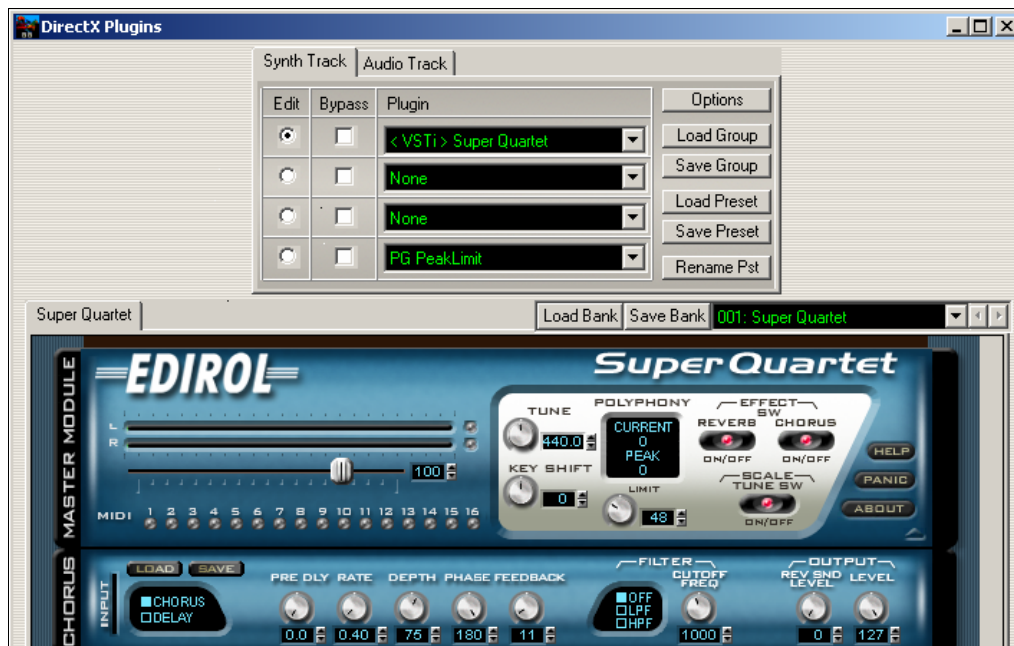 DirectX Plugins
Synth Track Audio Track
Edit Bypass Plugin
< VSTi > Super Quartet
None
None
PG PeakLimit
Options
Load Group
Save Group
Load Preset
Save Preset
Rename Pst
Super Quartet
Load Bank Save Bank 001: Super Quartet
MASTER MODULE
EDIROL
Super Quartet
L
R
100
MIDI 1 2 3 4 5 6 7 8 9 10 11 12 13 14 15 16
TUNE
440.0
KEY SHIFT
0
POLYPHONY
CURRENT
0
PEAK
0
LIMIT
48
EFFECT SW
REVERB CHORUS
ON/OFF ON/OFF
SCALE TUNE SW
ON/OFF
HELP
PANIC
ABOUT
CHORUS
INPUT
LOAD SAVE
CHORUS
DELAY
PRE DLY RATE DEPTH PHASE FEEDBACK
0.0 0.40 75 180 11
FILTER
OFF
LPF
HPF
CUTOFF FREQ
1000
OUTPUT
REV SND LEVEL LEVEL
0 127